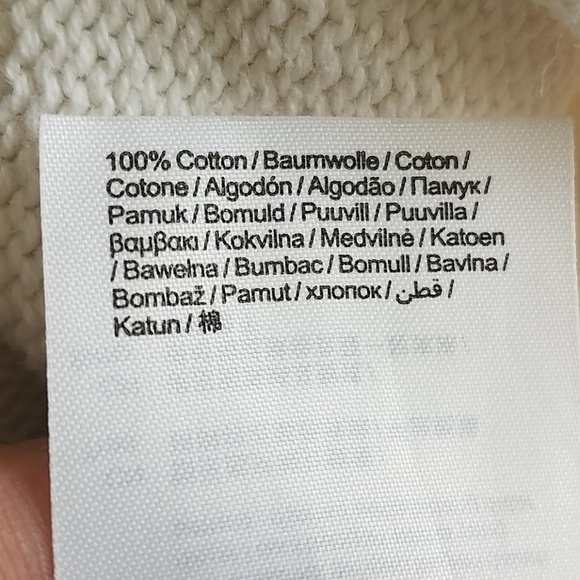 100% Cotton / Baumwolle / Coton /
Cotone / Algodón / Algodão / Памук /
Pamuk / Bomuld / Puuvill / Puuvilla /
βαμβακι / Kokvilna / Medvilnė / Katoen
/ Bawełna / Bumbac / Bomull / Bavlna /
Bombaž / Pamut / хлопок / قطن /
Katun / 棉